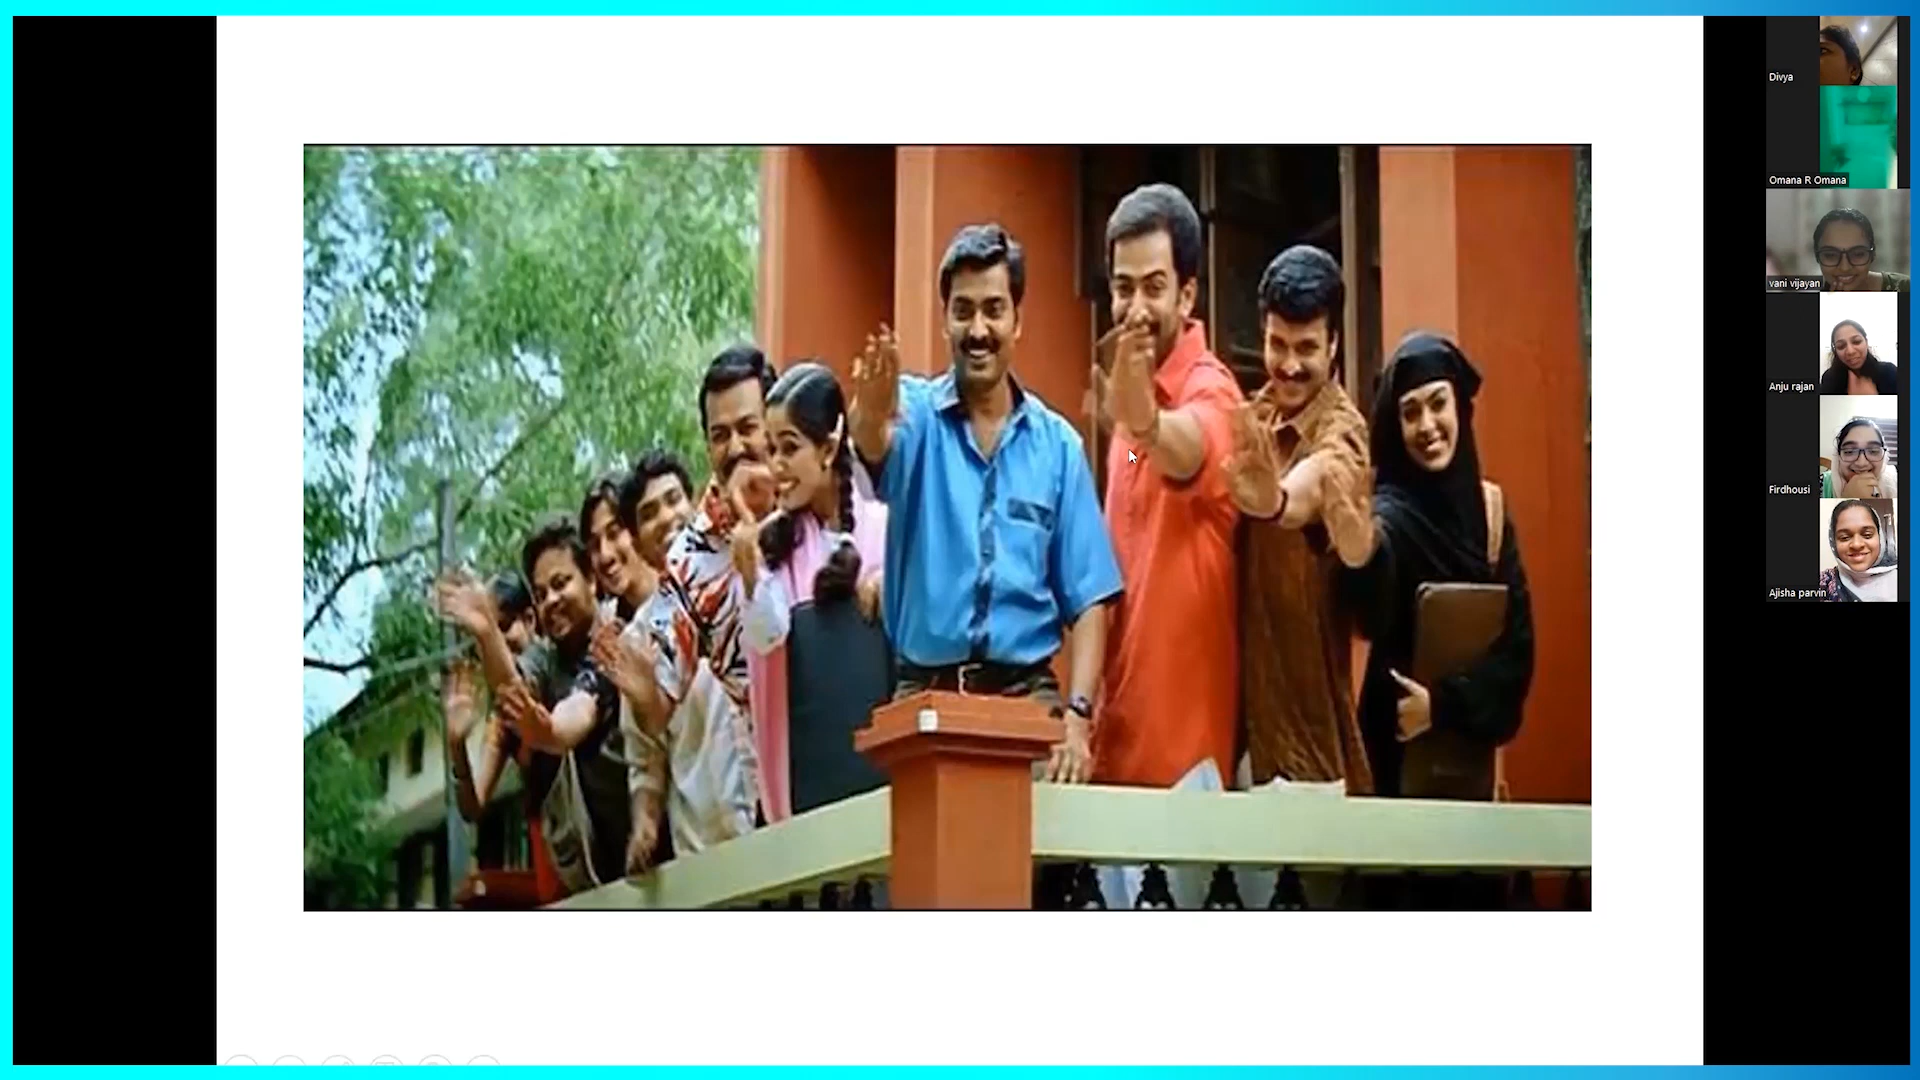 Divya
Omana R Omana
vani vijayan
Anju rajan
Firdhousi
Ajisha parvin